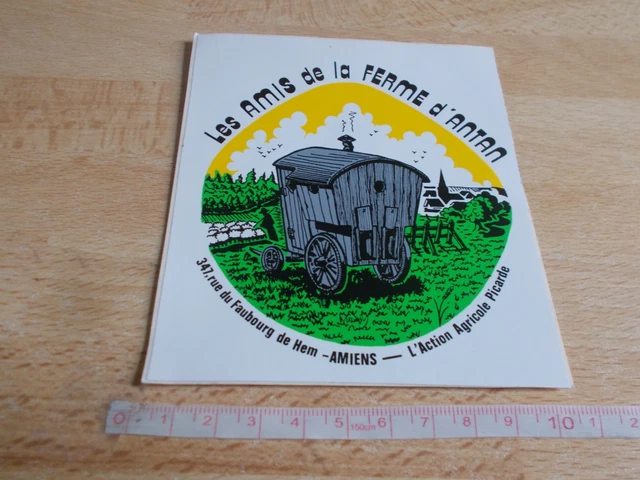 Les AMIS de la FERME d'ANTAN
347, rue du Faubourg de Hem - AMIENS — L'Action Agricole Picarde
0 1 2 3 4 5 150cm 6 7 8 9 10 1